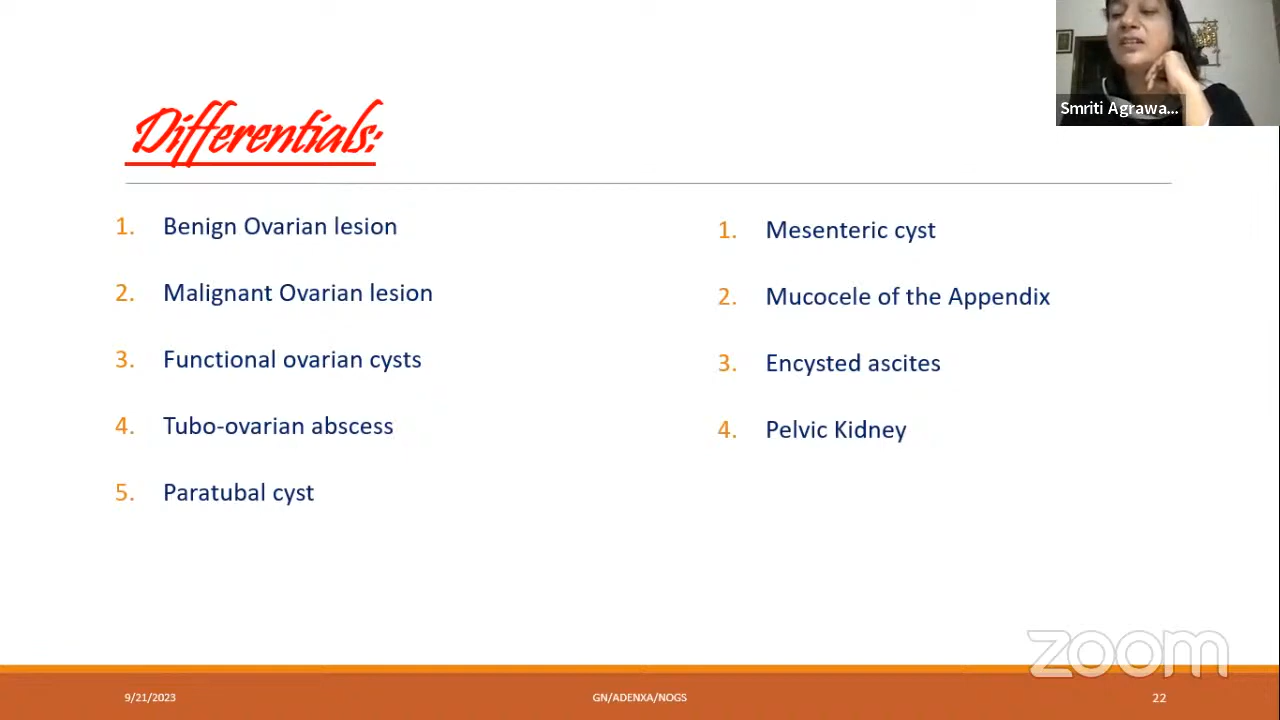 Smriti Agrawa...
Differentials:
1. Benign Ovarian lesion
2. Malignant Ovarian lesion
3. Functional ovarian cysts
4. Tubo-ovarian abscess
5. Paratubal cyst
1. Mesenteric cyst
2. Mucocele of the Appendix
3. Encysted ascites
4. Pelvic Kidney
zoom
9/21/2023
GN/ADENXA/NOGS
22